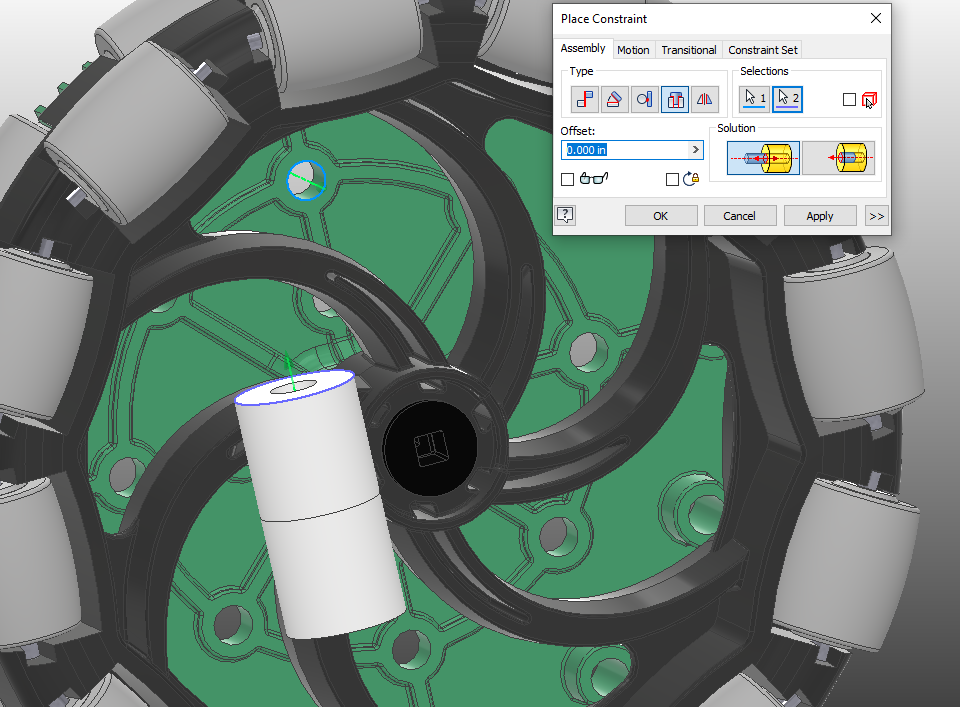 Place Constraint
Assembly Motion Transitional Constraint Set
Type
Selections
1 2
Offset:
0.000 in
Solution
OK Cancel Apply >>